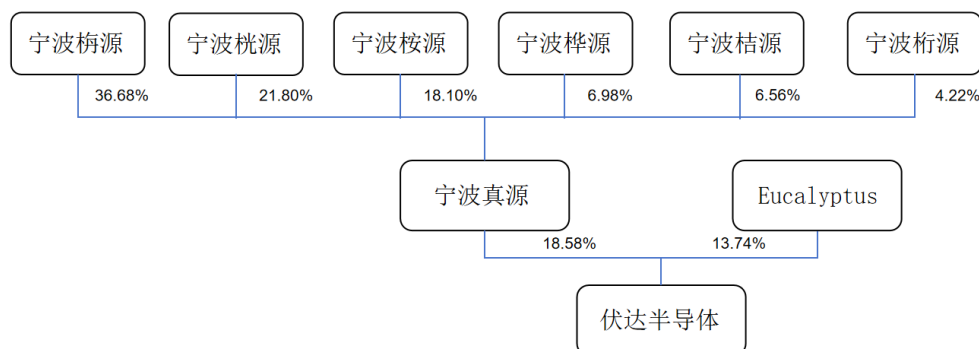 宁波栴源
宁波桄源
宁波桉源
宁波桦源
宁波桔源
宁波桁源
36.68%
21.80%
18.10%
6.98%
6.56%
4.22%
宁波真源
Eucalyptus
18.58%
13.74%
伏达半导体